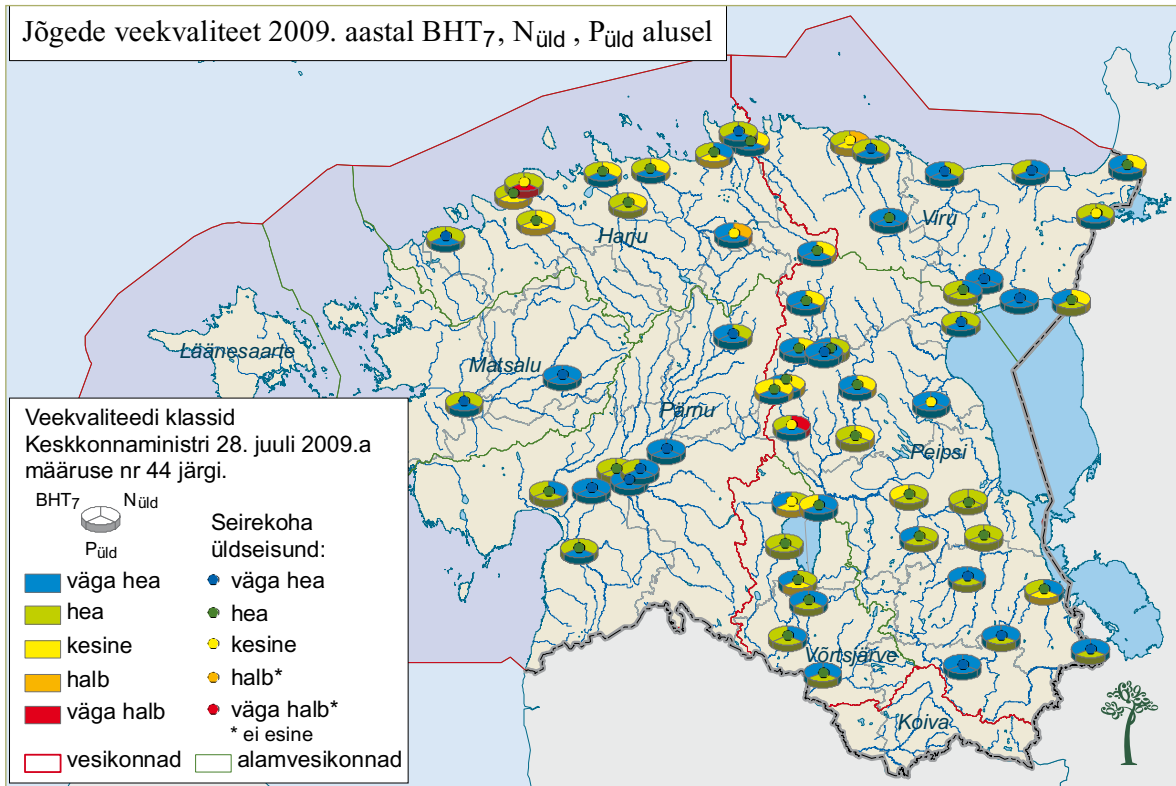 Jõgede veekvaliteet 2009. aastal BHT7, Nüld , Püld alusel
Harju
Viru
Läänesaarte
Matsalu
Pärnu
Peipsi
Võrtsjärve
Koiva
Veekvaliteedi klassid
Keskkonnaministri 28. juuli 2009.a
määruse nr 44 järgi.
BHT7 Nüld
Püld
väga hea
hea
kesine
halb
väga halb
Seirekoha
üldseisund:
väga hea
hea
kesine
halb*
väga halb*
* ei esine
vesikonnad
alamvesikonnad